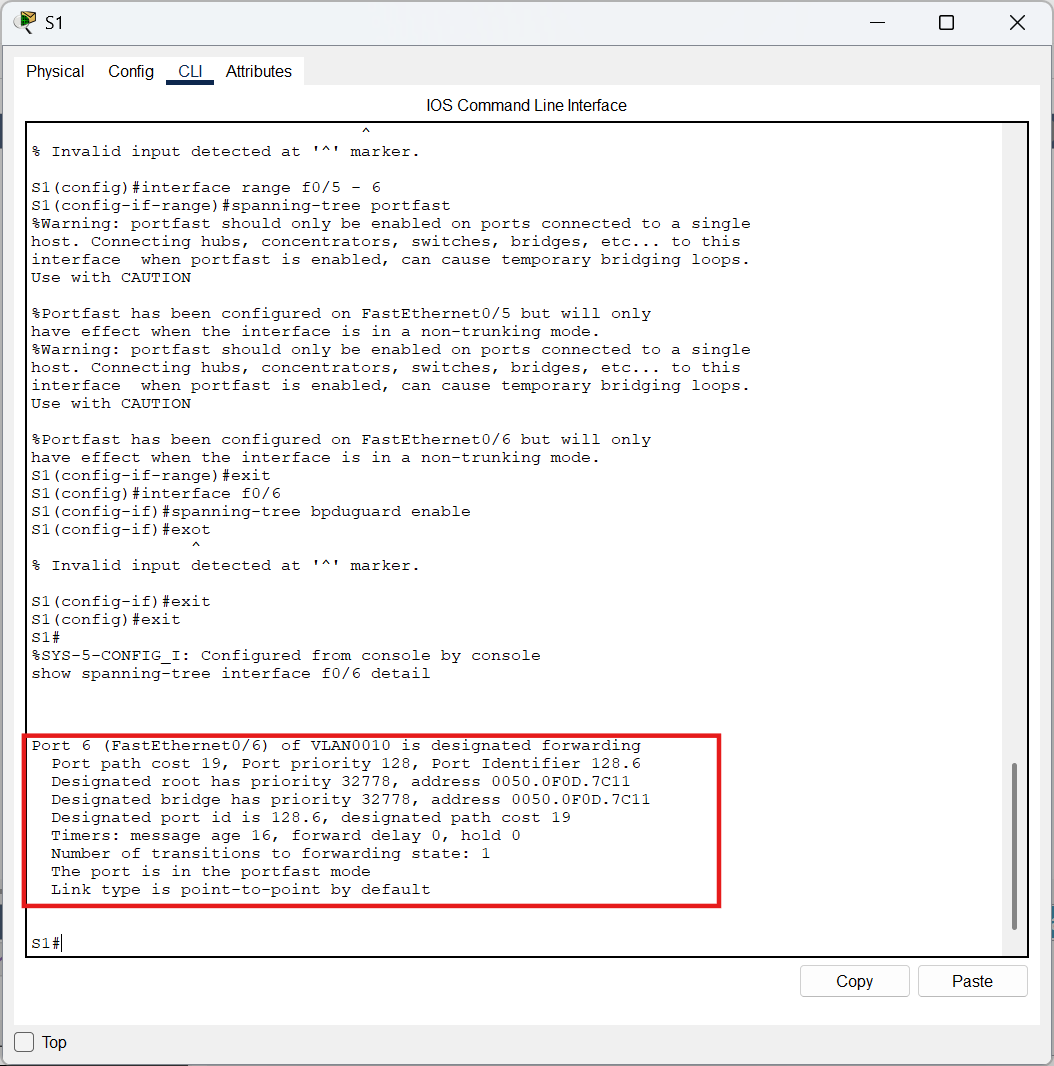 S1
Physical Config CLI Attributes
IOS Command Line Interface
^
% Invalid input detected at '^' marker.
S1(config)#interface range f0/5 - 6
S1(config-if-range)#spanning-tree portfast
%Warning: portfast should only be enabled on ports connected to a single
host. Connecting hubs, concentrators, switches, bridges, etc... to this
interface  when portfast is enabled, can cause temporary bridging loops.
Use with CAUTION
%Portfast has been configured on FastEthernet0/5 but will only
have effect when the interface is in a non-trunking mode.
%Warning: portfast should only be enabled on ports connected to a single
host. Connecting hubs, concentrators, switches, bridges, etc... to this
interface  when portfast is enabled, can cause temporary bridging loops.
Use with CAUTION
%Portfast has been configured on FastEthernet0/6 but will only
have effect when the interface is in a non-trunking mode.
S1(config-if-range)#exit
S1(config)#interface f0/6
S1(config-if)#spanning-tree bpduguard enable
S1(config-if)#exot
^
% Invalid input detected at '^' marker.
S1(config-if)#exit
S1(config)#exit
S1#
%SYS-5-CONFIG_I: Configured from console by console
show spanning-tree interface f0/6 detail
Port 6 (FastEthernet0/6) of VLAN0010 is designated forwarding
Port path cost 19, Port priority 128, Port Identifier 128.6
Designated root has priority 32778, address 0050.0F0D.7C11
Designated bridge has priority 32778, address 0050.0F0D.7C11
Designated port id is 128.6, designated path cost 19
Timers: message age 16, forward delay 0, hold 0
Number of transitions to forwarding state: 1
The port is in the portfast mode
Link type is point-to-point by default
S1#
Copy Paste
Top